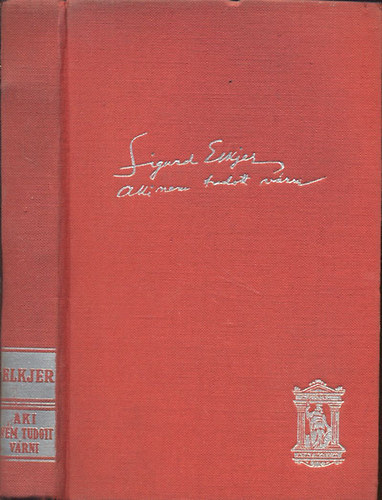 Sigurd Elkjer
Aki nem tudott várni
ELKJER
AKI
NEM TUDOTT
VÁRNI